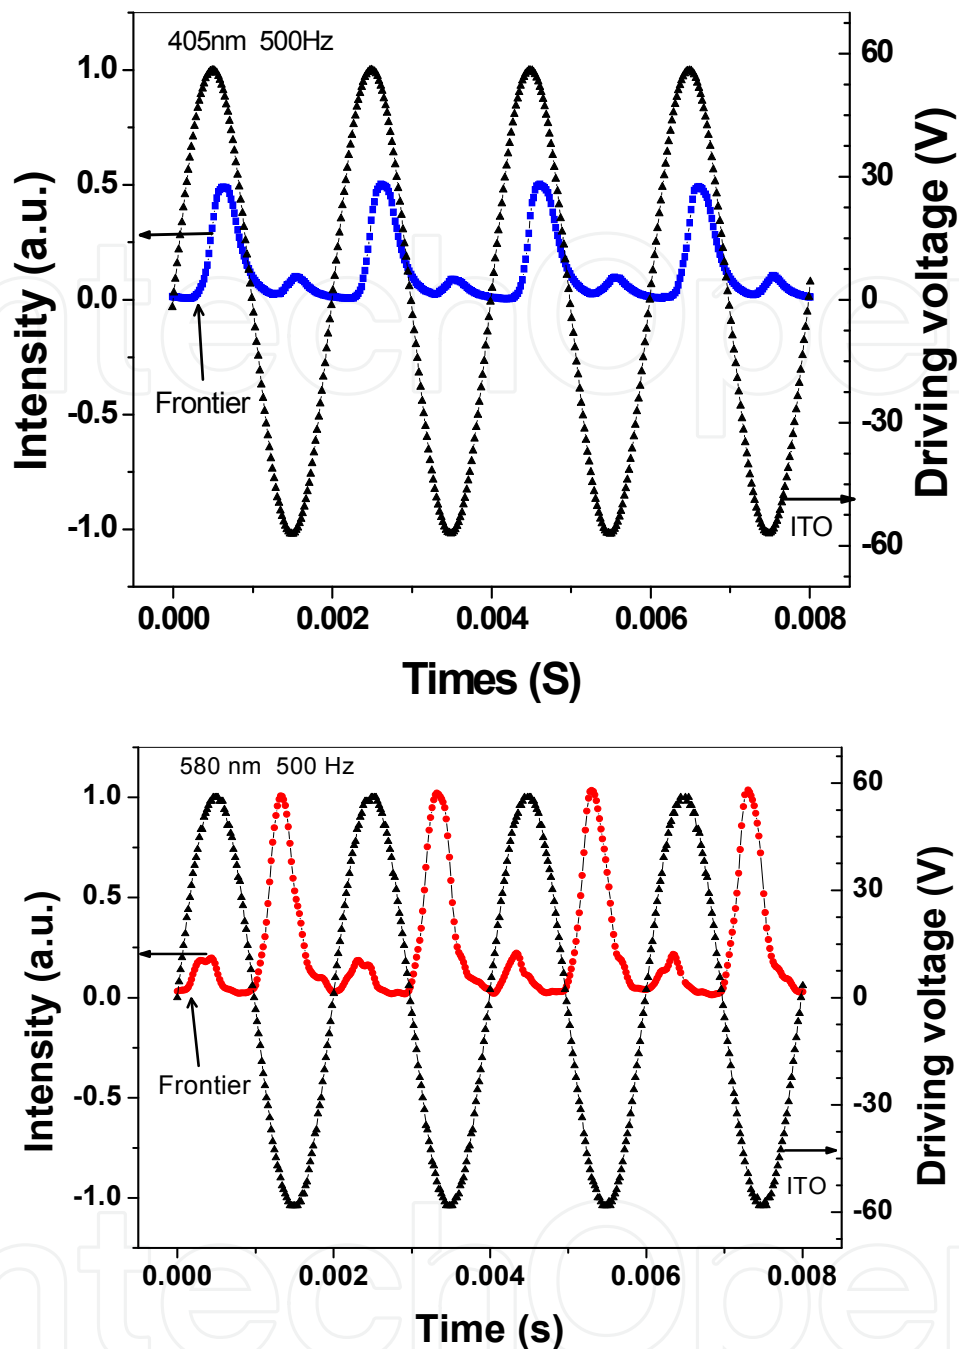 405nm 500Hz
60
1.0
Intensity (a.u.)
Driving voltage (V)
0.5
30
0.0
0
Frontier
-0.5
-30
-1.0
ITO
-60
0.000 0.002 0.004 0.006 0.008
Times (S)
580 nm 500 Hz
60
1.0
Intensity (a.u.)
Driving voltage (V)
0.5
30
0.0
0
Frontier
-0.5
-30
-1.0
ITO
-60
0.000 0.002 0.004 0.006 0.008
Time (s)